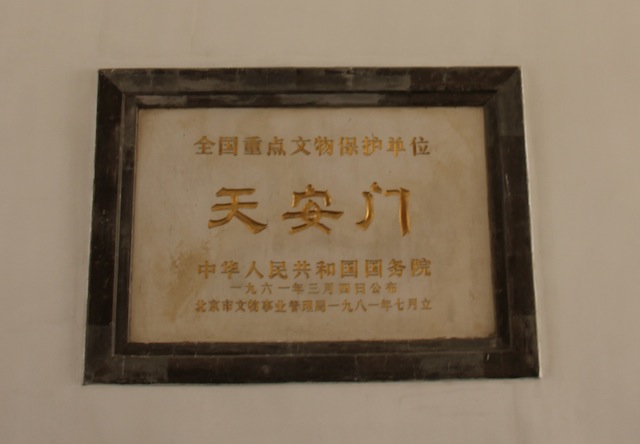 全国重点文物保护单位
天安门
中华人民共和国国务院
一九六一年三月四日公布
北京市文物事业管理局一九八一年七月立